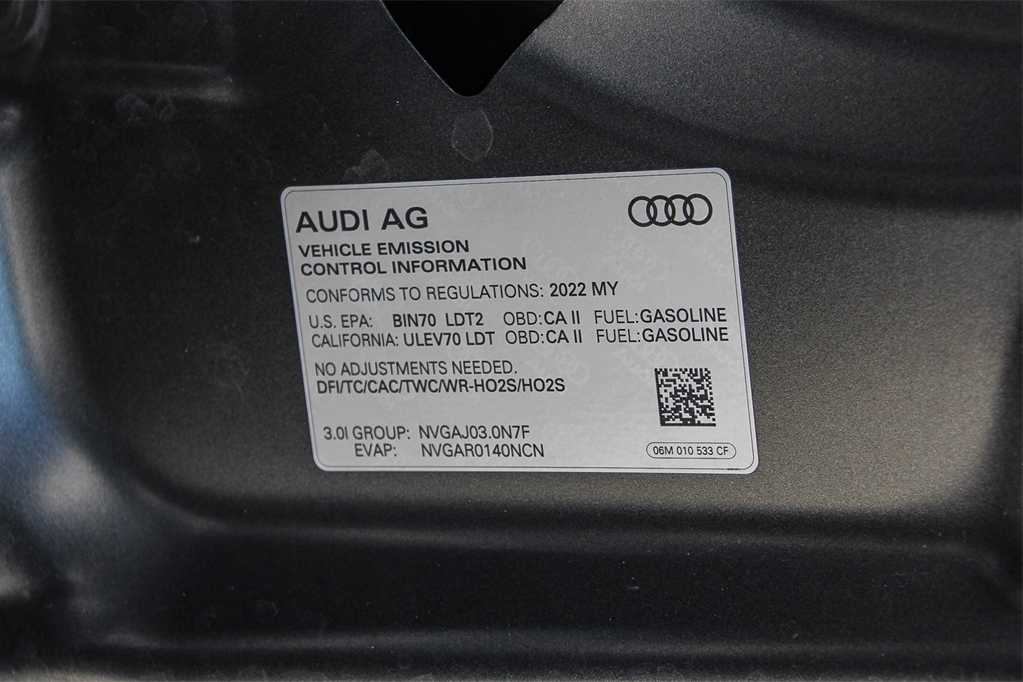 AUDI AG
VEHICLE EMISSION
CONTROL INFORMATION
CONFORMS TO REGULATIONS: 2022 MY
U.S. EPA: BIN70 LDT2 OBD:CA II FUEL:GASOLINE
CALIFORNIA: ULEV70 LDT OBD:CA II FUEL:GASOLINE
NO ADJUSTMENTS NEEDED.
DFI/TC/CAC/TWC/WR-HO2S/HO2S
3.0l GROUP: NVGAJ03.0N7F
EVAP: NVGAR0140NCN
06M 010 533 CF